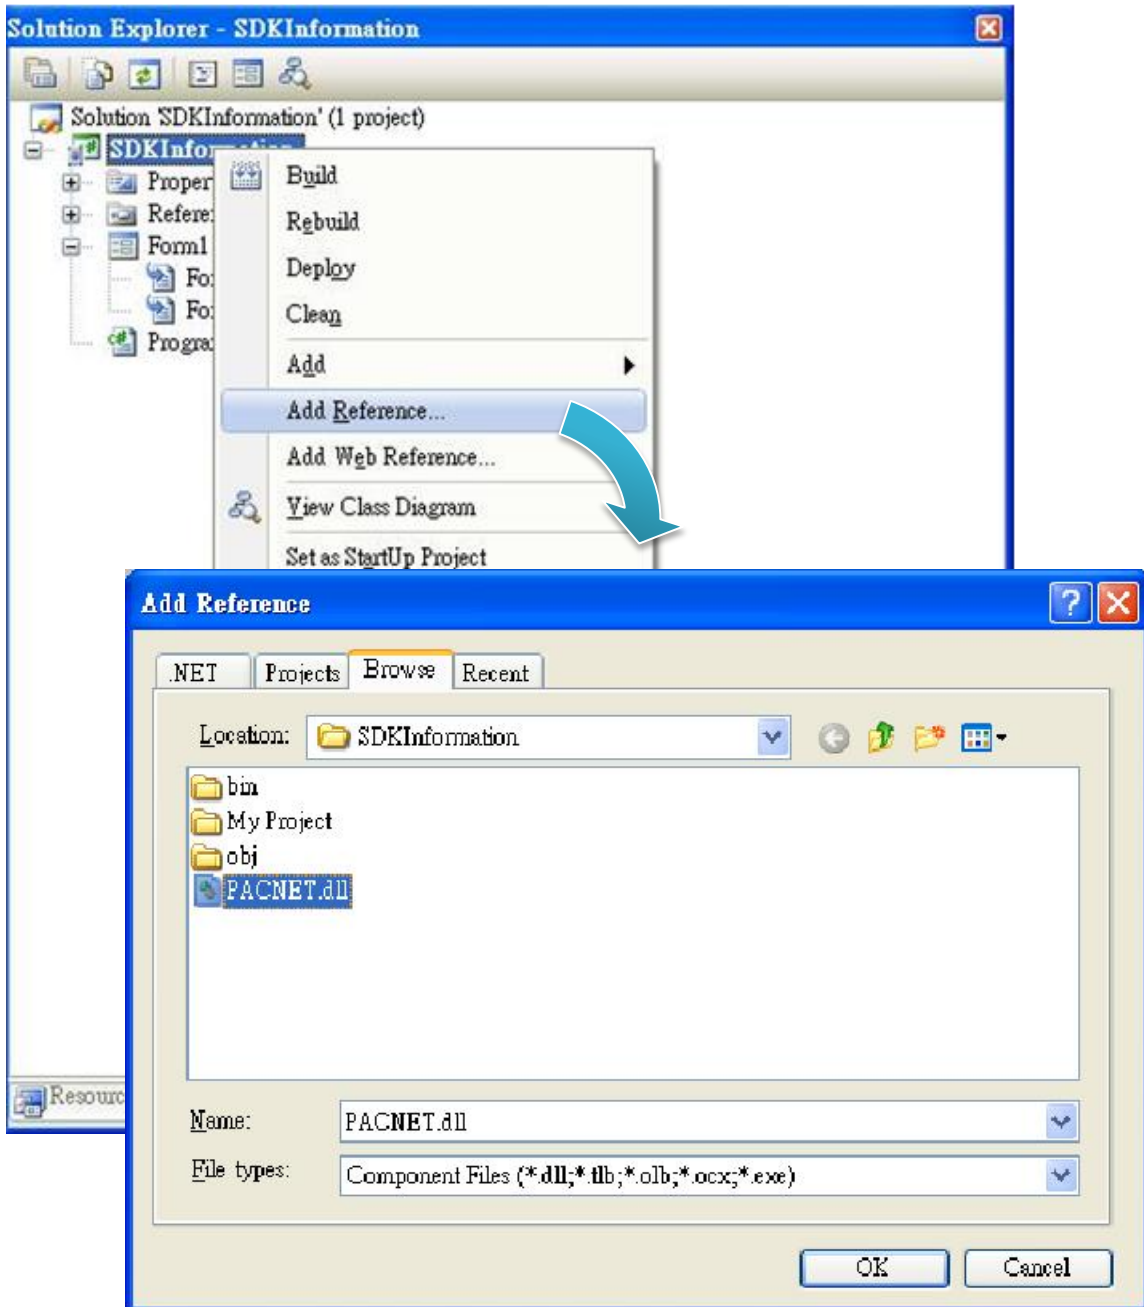 Solution Explorer - SDKInformation
Solution 'SDKInformation' (1 project)
SDKInformation
Build
Proper
Refere
Rebuild
Form1
Deploy
Fo
Fo
Clean
Progra
Add
Add Reference...
Add Web Reference...
View Class Diagram
Set as StartUp Project
Add Reference
.NET Projects Browse Recent
Location: SDKInformation
bin
My Project
obj
PACNET.dll
Resourc
Name: PACNET.dll
File types: Component Files (*.dll;*.tlb;*.olb;*.ocx;*.exe)
OK Cancel